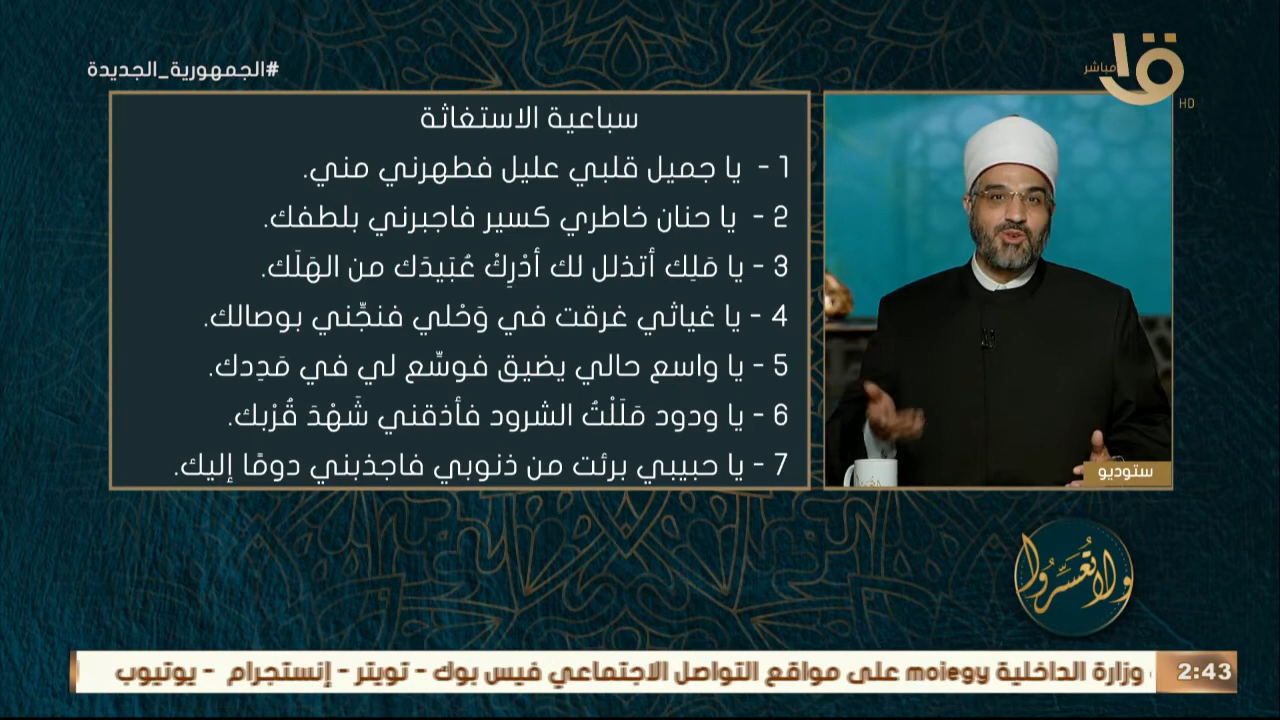 #الجمهورية_الجديدة
مباشر
HD
سباعية الاستغاثة
1 - يا جميل قلبي عليل فطهرني مني.
2 - يا حنان خاطري كسير فاجبرني بلطفك.
3 - يا مَلِك أتذلل لك أدْرِكْ عُبَيدَك من الهَلَك.
4 - يا غياثي غرقت في وَحْلي فنجِّني بوصالك.
5 - يا واسع حالي يضيق فوسِّع لي في مَدِدك.
6 - يا ودود مَلَلْتُ الشرود فأذقني شَهْدَ قُرْبك.
7 - يا حبيبي برئت من ذنوبي فاجذبني دومًا إليك.
ستوديو
ولا تُعَسِّرُوا
وزارة الداخلية moiegy على مواقع التواصل الاجتماعي فيس بوك - تويتر - إنستجرام - يوتيوب
2:43